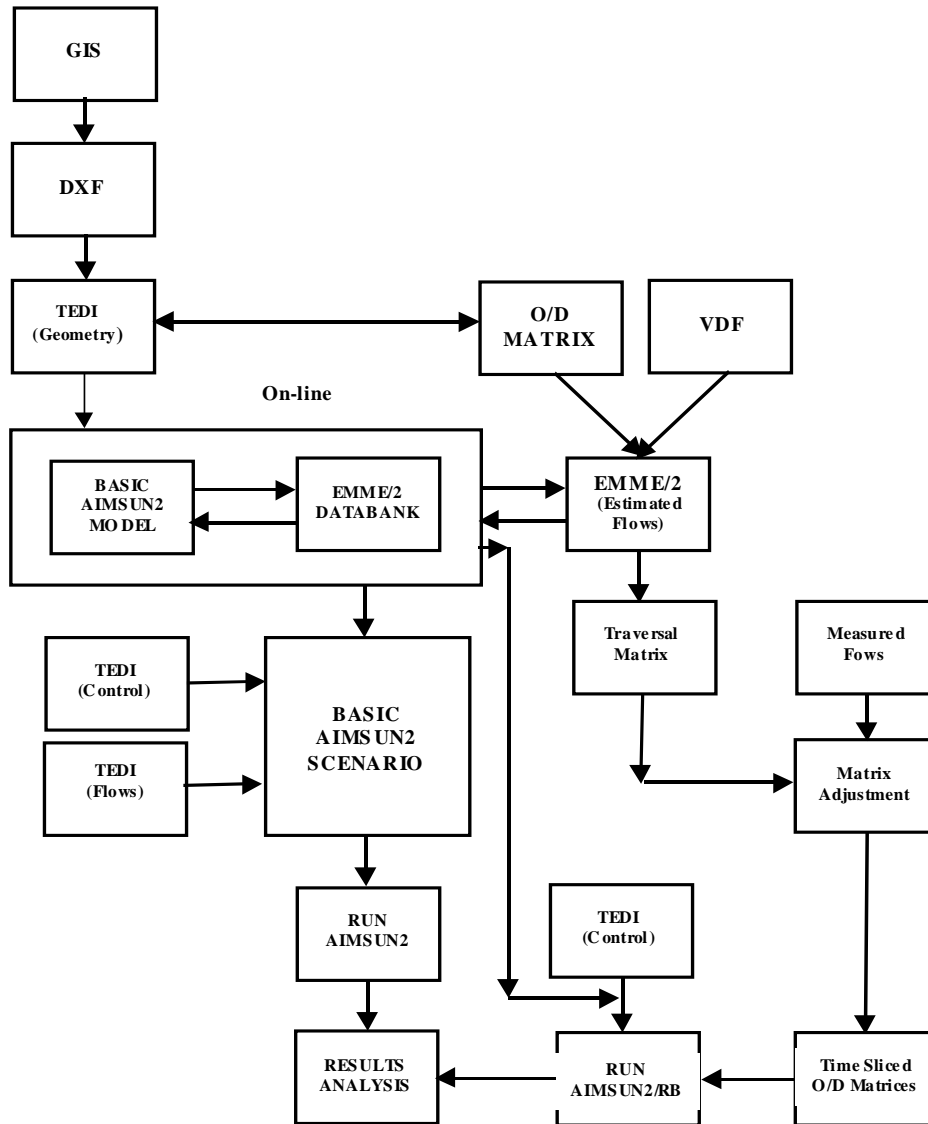 GIS
DXF
TEDI
(Geometry)
O/D
MATRIX
VDF
On-line
BASIC
AIMSUN2
MODEL
EMME/2
DATABANK
EMME/2
(Estimated
Flows)
Traversal
Matrix
Measured
Fows
TEDI
(Control)
TEDI
(Flows)
BASIC
AIMSUN2
SCENARIO
Matrix
Adjustment
RUN
AIMSUN2
TEDI
(Control)
RESULTS
ANALYSIS
RUN
AIMSUN2/RB
Time Sliced
O/D Matrices